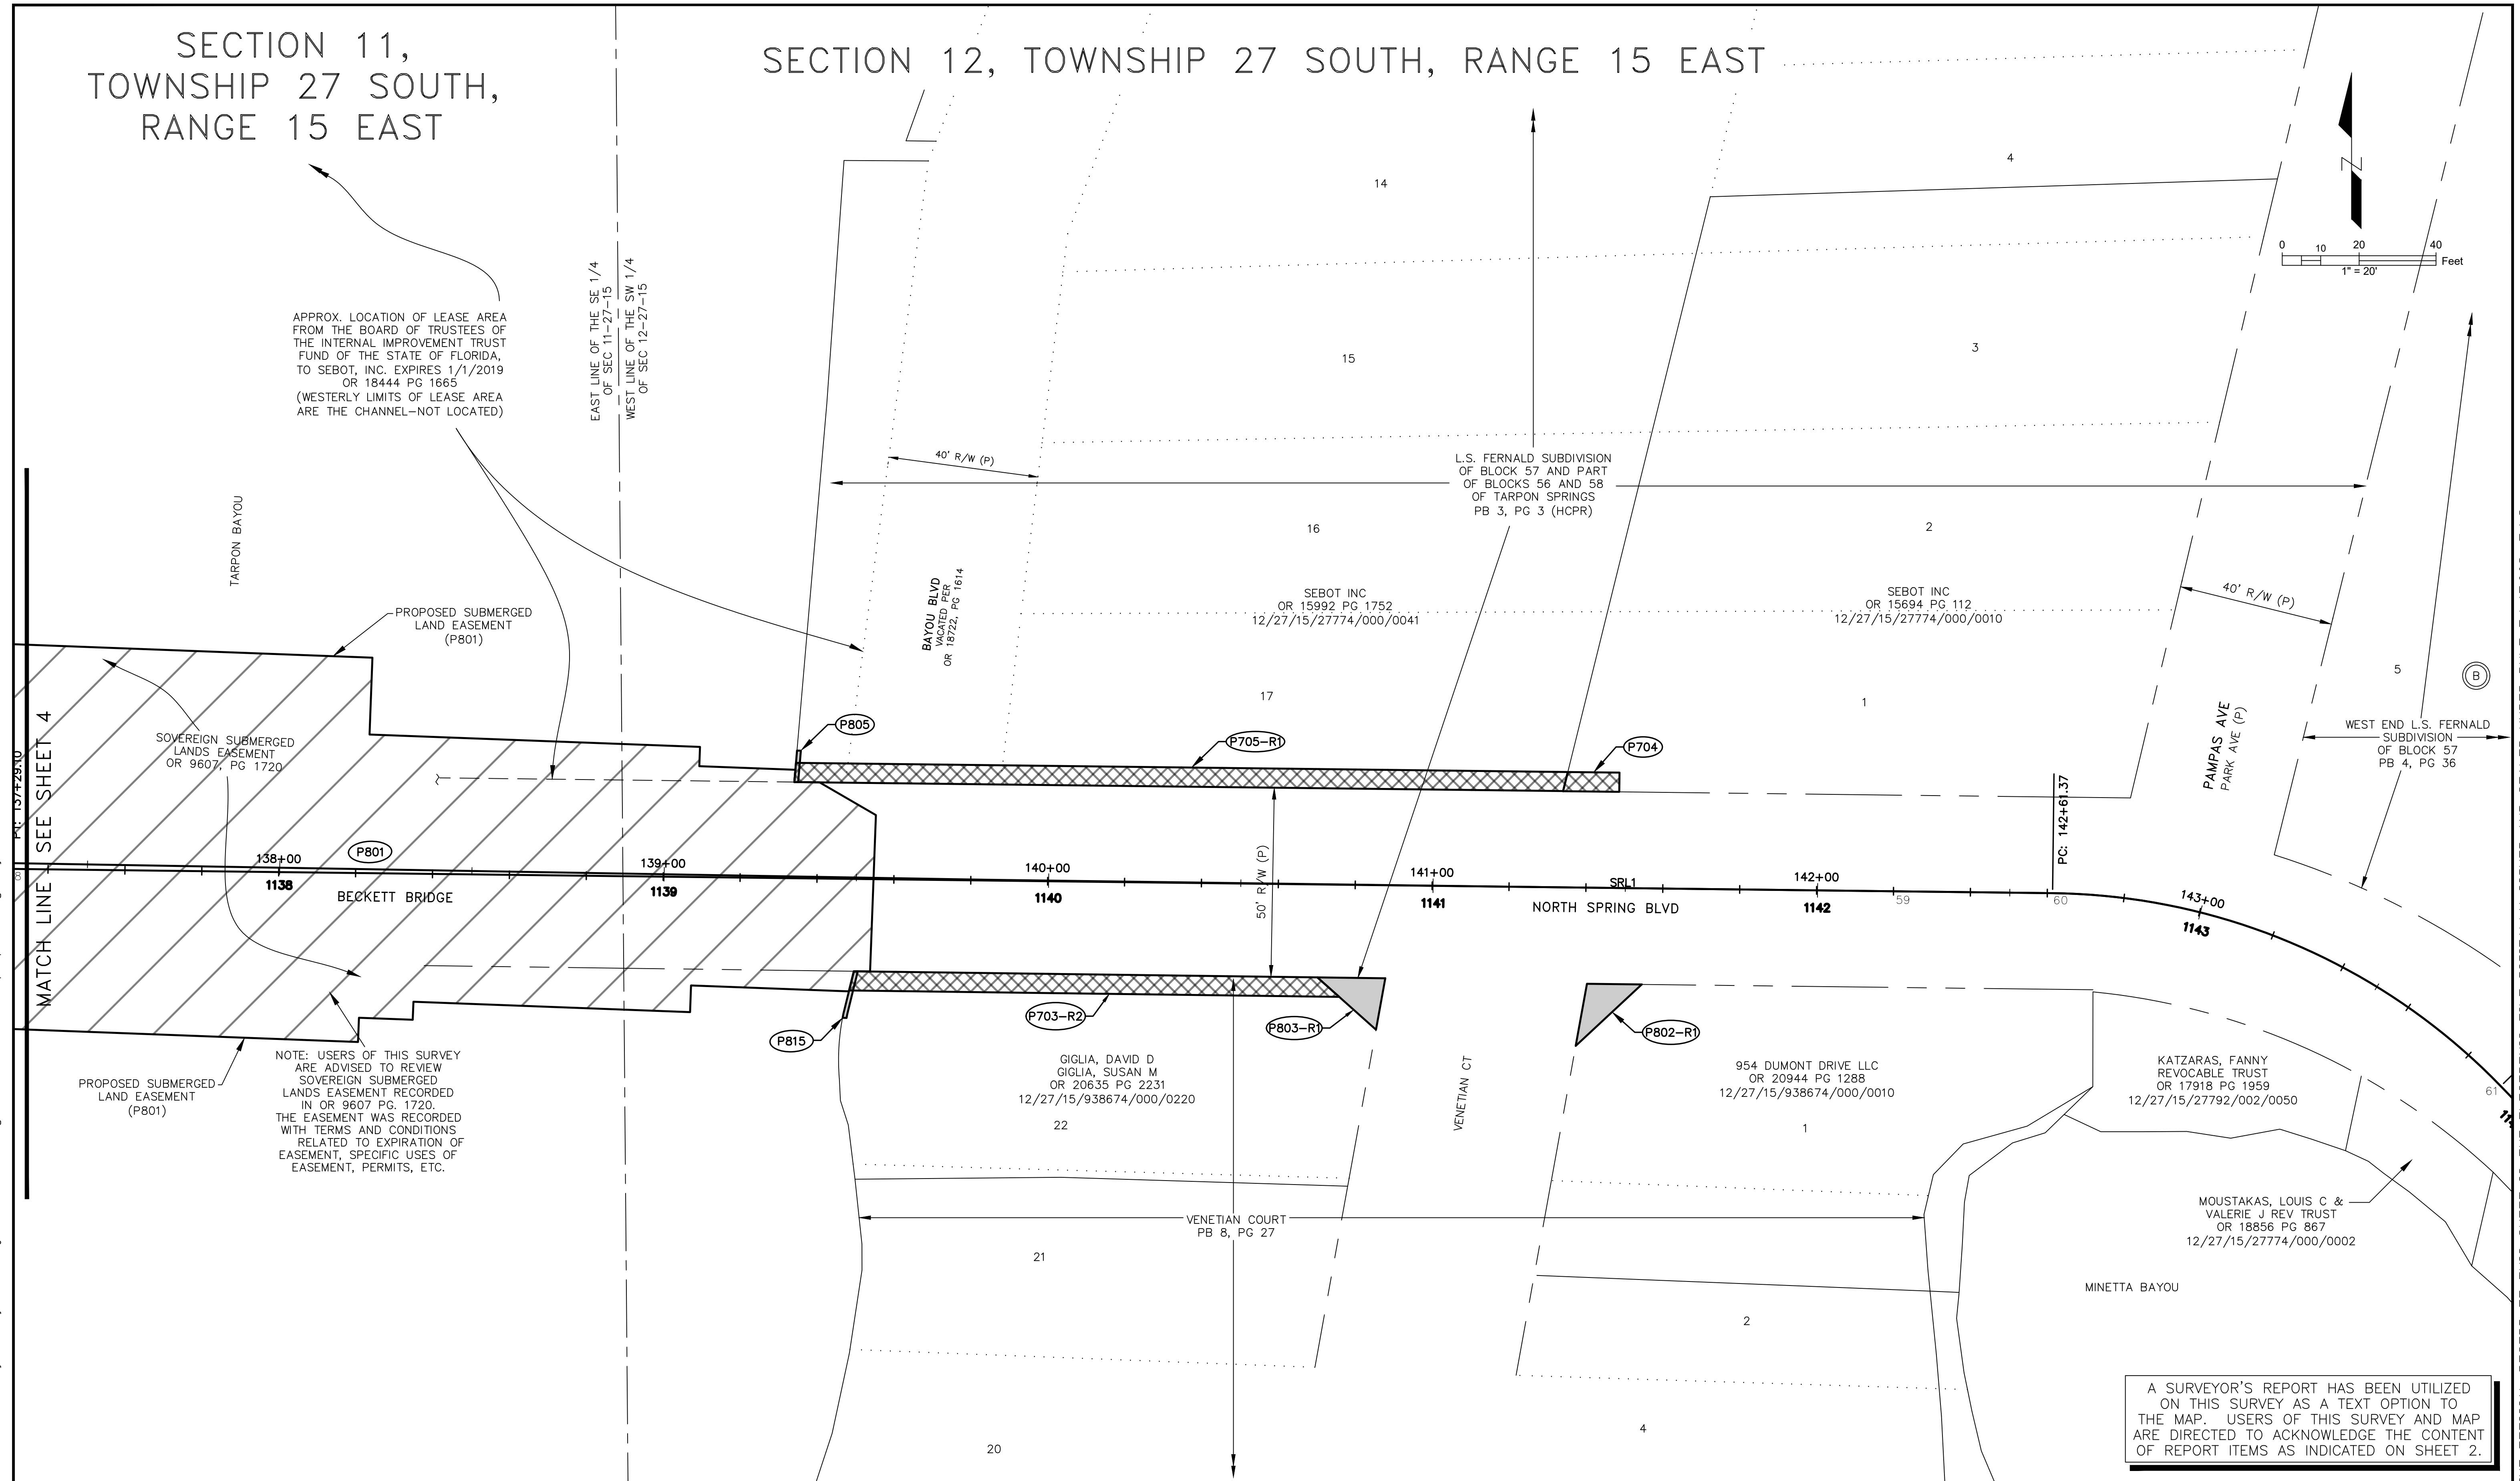 SECTION 11,
TOWNSHIP 27 SOUTH,
RANGE 15 EAST
SECTION 12, TOWNSHIP 27 SOUTH, RANGE 15 EAST
N
0 10 20 40
Feet
1" = 20'
APPROX. LOCATION OF LEASE AREA
FROM THE BOARD OF TRUSTEES OF
THE INTERNAL IMPROVEMENT TRUST
FUND OF THE STATE OF FLORIDA,
TO SEBOT, INC. EXPIRES 1/1/2019
OR 18444 PG 1665
(WESTERLY LIMITS OF LEASE AREA
ARE THE CHANNEL-NOT LOCATED)
EAST LINE OF THE SE 1/4
OF SEC 11-27-15
WEST LINE OF THE SW 1/4
OF SEC 12-27-15
14
4
15
3
40' R/W (P)
L.S. FERNALD SUBDIVISION
OF BLOCK 57 AND PART
OF BLOCKS 56 AND 58
OF TARPON SPRINGS
PB 3, PG 3 (HCPR)
16
2
TARPON BAYOU
BAYOU BLVD
VACATED PER
OR 18722, PG 1614
SEBOT INC
OR 15992 PG 1752
12/27/15/27774/000/0041
SEBOT INC
OR 15694 PG 112
12/27/15/27774/000/0010
40' R/W (P)
PROPOSED SUBMERGED
LAND EASEMENT
(P801)
17
1
5
B
PAMPAS AVE
PARK AVE (P)
WEST END L.S. FERNALD
SUBDIVISION
OF BLOCK 57
PB 4, PG 36
SOVEREIGN SUBMERGED
LANDS EASEMENT
OR 9607, PG 1720
P805
P705-R1
P704
MATCH LINE SEE SHEET 4
P801
138+00
139+00
140+00
141+00
142+00
143+00
1138
1139
1140
1141
1142
1143
BECKETT BRIDGE
50' R/W (P)
SRL1
NORTH SPRING BLVD
PC: 142+61.37
59
60
61
P815
P703-R2
P803-R1
P802-R1
PROPOSED SUBMERGED
LAND EASEMENT
(P801)
NOTE: USERS OF THIS SURVEY
ARE ADVISED TO REVIEW
SOVEREIGN SUBMERGED
LANDS EASEMENT RECORDED
IN OR 9607 PG. 1720.
THE EASEMENT WAS RECORDED
WITH TERMS AND CONDITIONS
RELATED TO EXPIRATION OF
EASEMENT, SPECIFIC USES OF
EASEMENT, PERMITS, ETC.
GIGLIA, DAVID D
GIGLIA, SUSAN M
OR 20635 PG 2231
12/27/15/938674/000/0220
22
VENETIAN CT
954 DUMONT DRIVE LLC
OR 20944 PG 1288
12/27/15/938674/000/0010
1
KATZARAS, FANNY
REVOCABLE TRUST
OR 17918 PG 1959
12/27/15/27792/002/0050
VENETIAN COURT
PB 8, PG 27
MOUSTAKAS, LOUIS C &
VALERIE J REV TRUST
OR 18856 PG 867
12/27/15/27774/000/0002
21
MINETTA BAYOU
2
20
4
A SURVEYOR'S REPORT HAS BEEN UTILIZED
ON THIS SURVEY AS A TEXT OPTION TO
THE MAP. USERS OF THIS SURVEY AND MAP
ARE DIRECTED TO ACKNOWLEDGE THE CONTENT
OF REPORT ITEMS AS INDICATED ON SHEET 2.